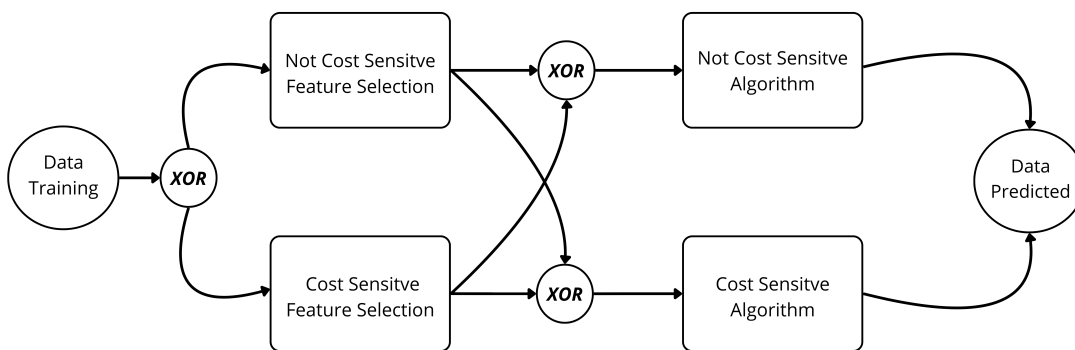 Data
Training
XOR
Not Cost Sensitve
Feature Selection
Cost Sensitve
Feature Selection
XOR
XOR
Not Cost Sensitve
Algorithm
Cost Sensitve
Algorithm
Data
Predicted